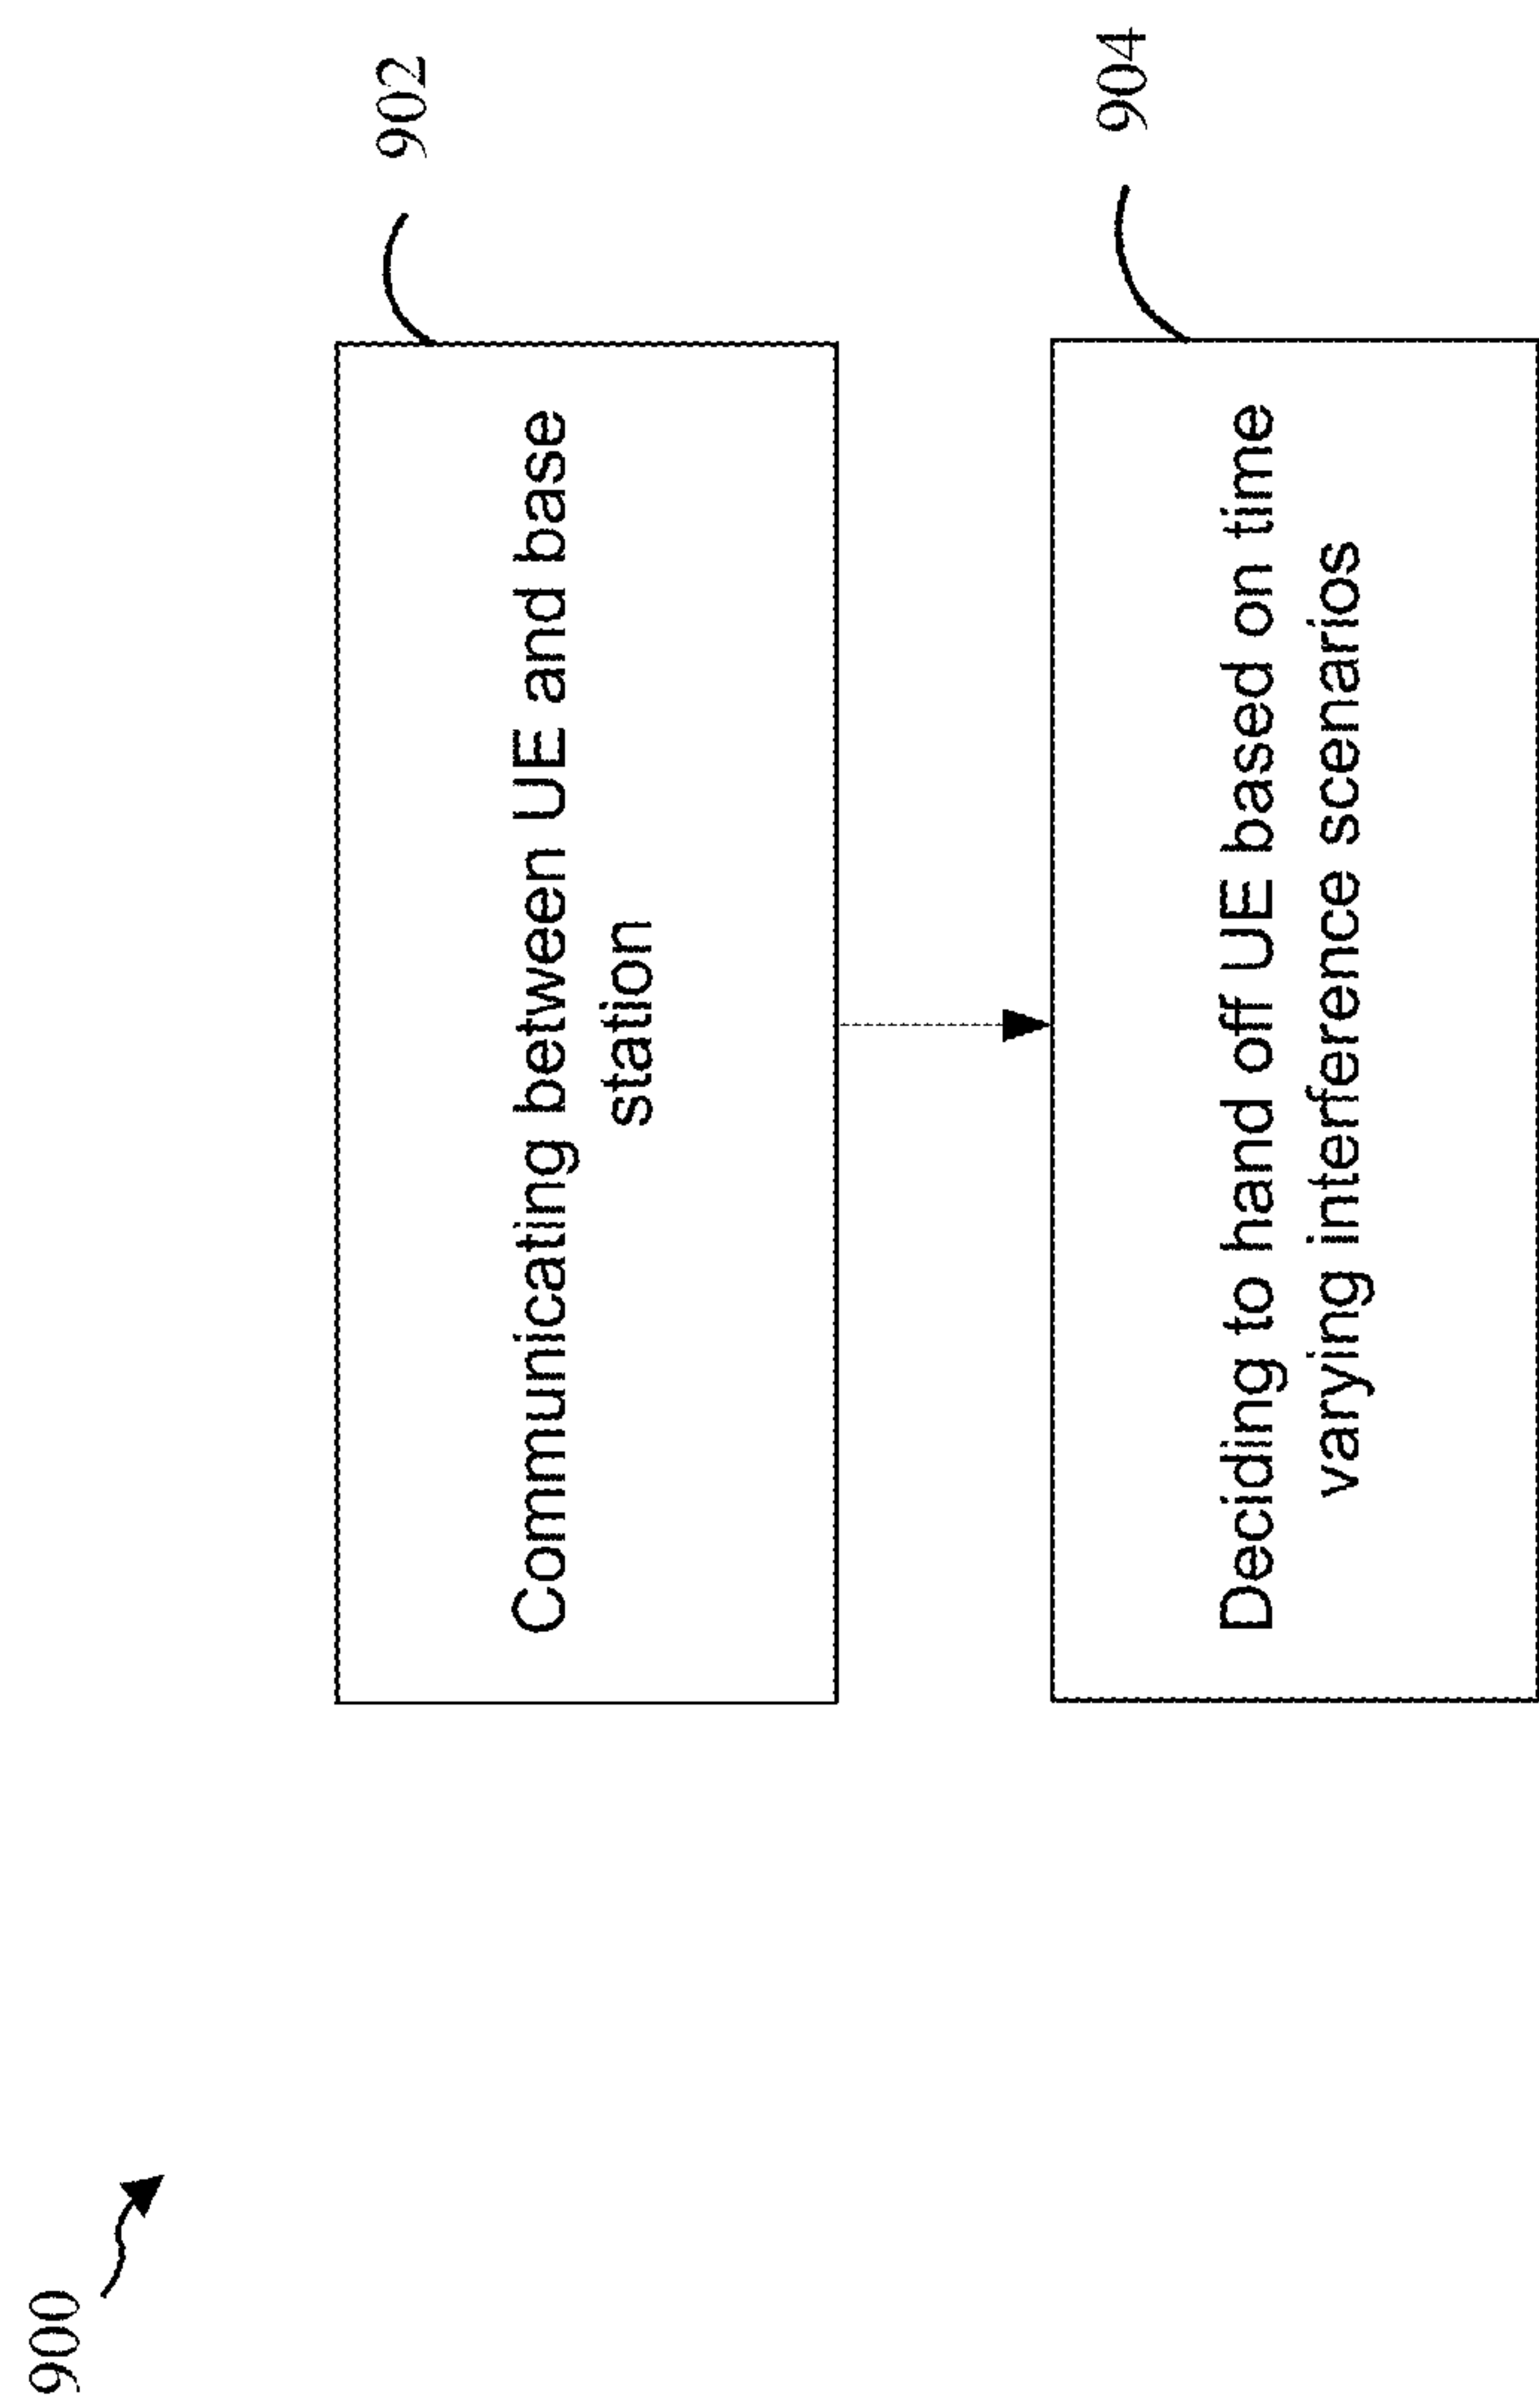 900
902
Communicating between UE and base
station
904
Deciding to hand off UE based on time
varying interference scenarios